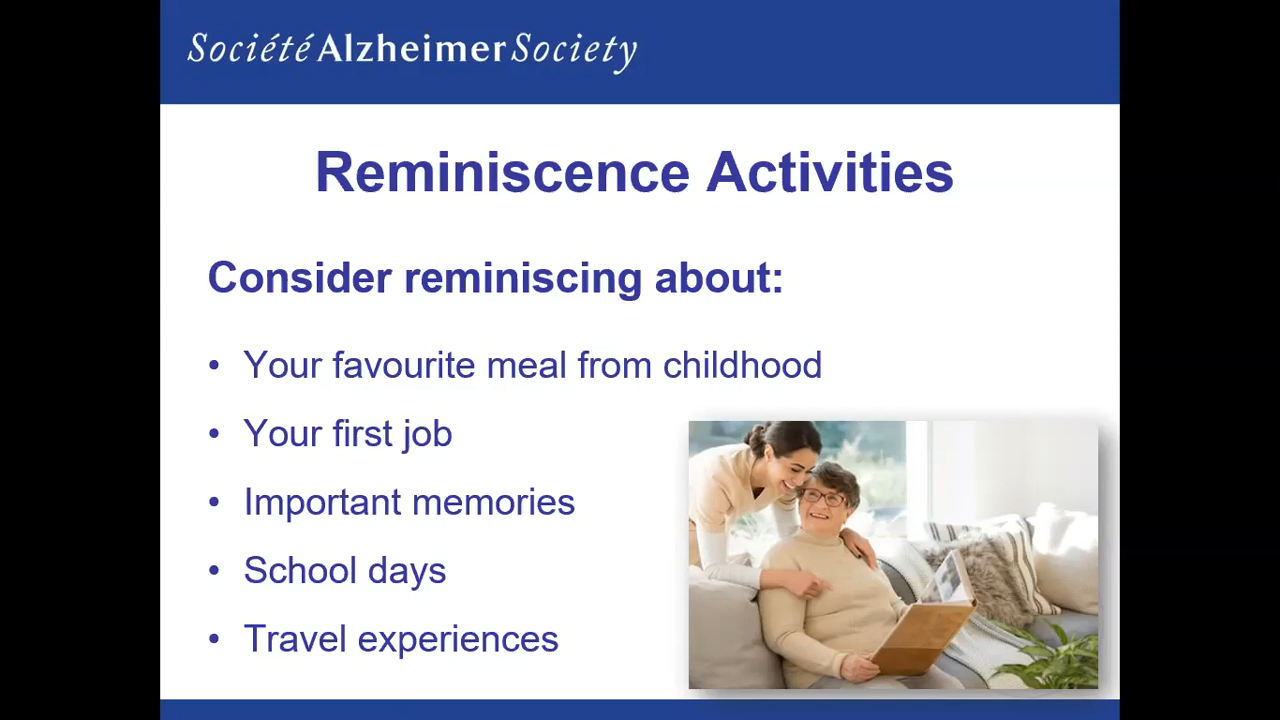 Société Alzheimer Society
Reminiscence Activities
Consider reminiscing about:
• Your favourite meal from childhood
• Your first job
• Important memories
• School days
• Travel experiences